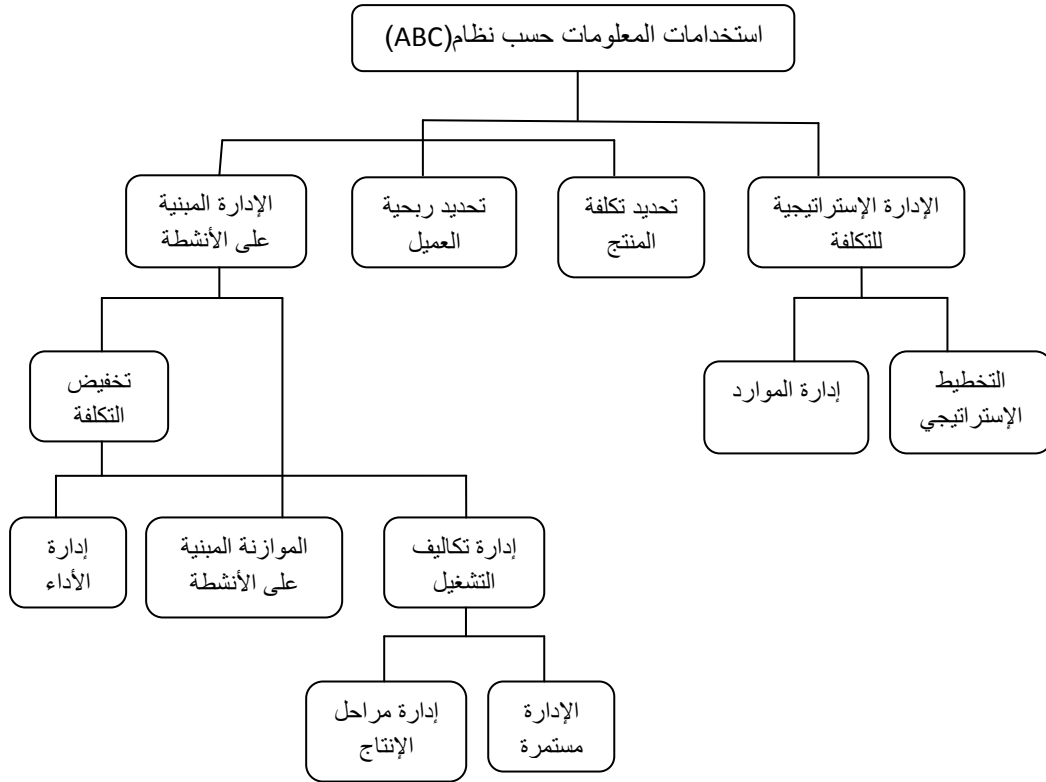 استخدامات المعلومات حسب نظام(ABC)
الإدارة الإستراتيجية
للتكلفة
تحديد تكلفة
المنتج
تحديد ربحية
العميل
الإدارة المبنية
على الأنشطة
التخطيط
الإستراتيجي
إدارة الموارد
تخفيض
التكلفة
إدارة تكاليف
التشغيل
الموازنة المبنية
على الأنشطة
إدارة
الأداء
الإدارة
مستمرة
إدارة مراحل
الإنتاج